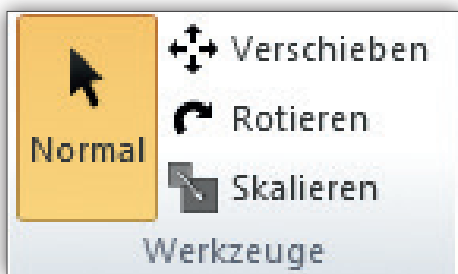 Normal
Verschieben
Rotieren
Skalieren
Werkzeuge